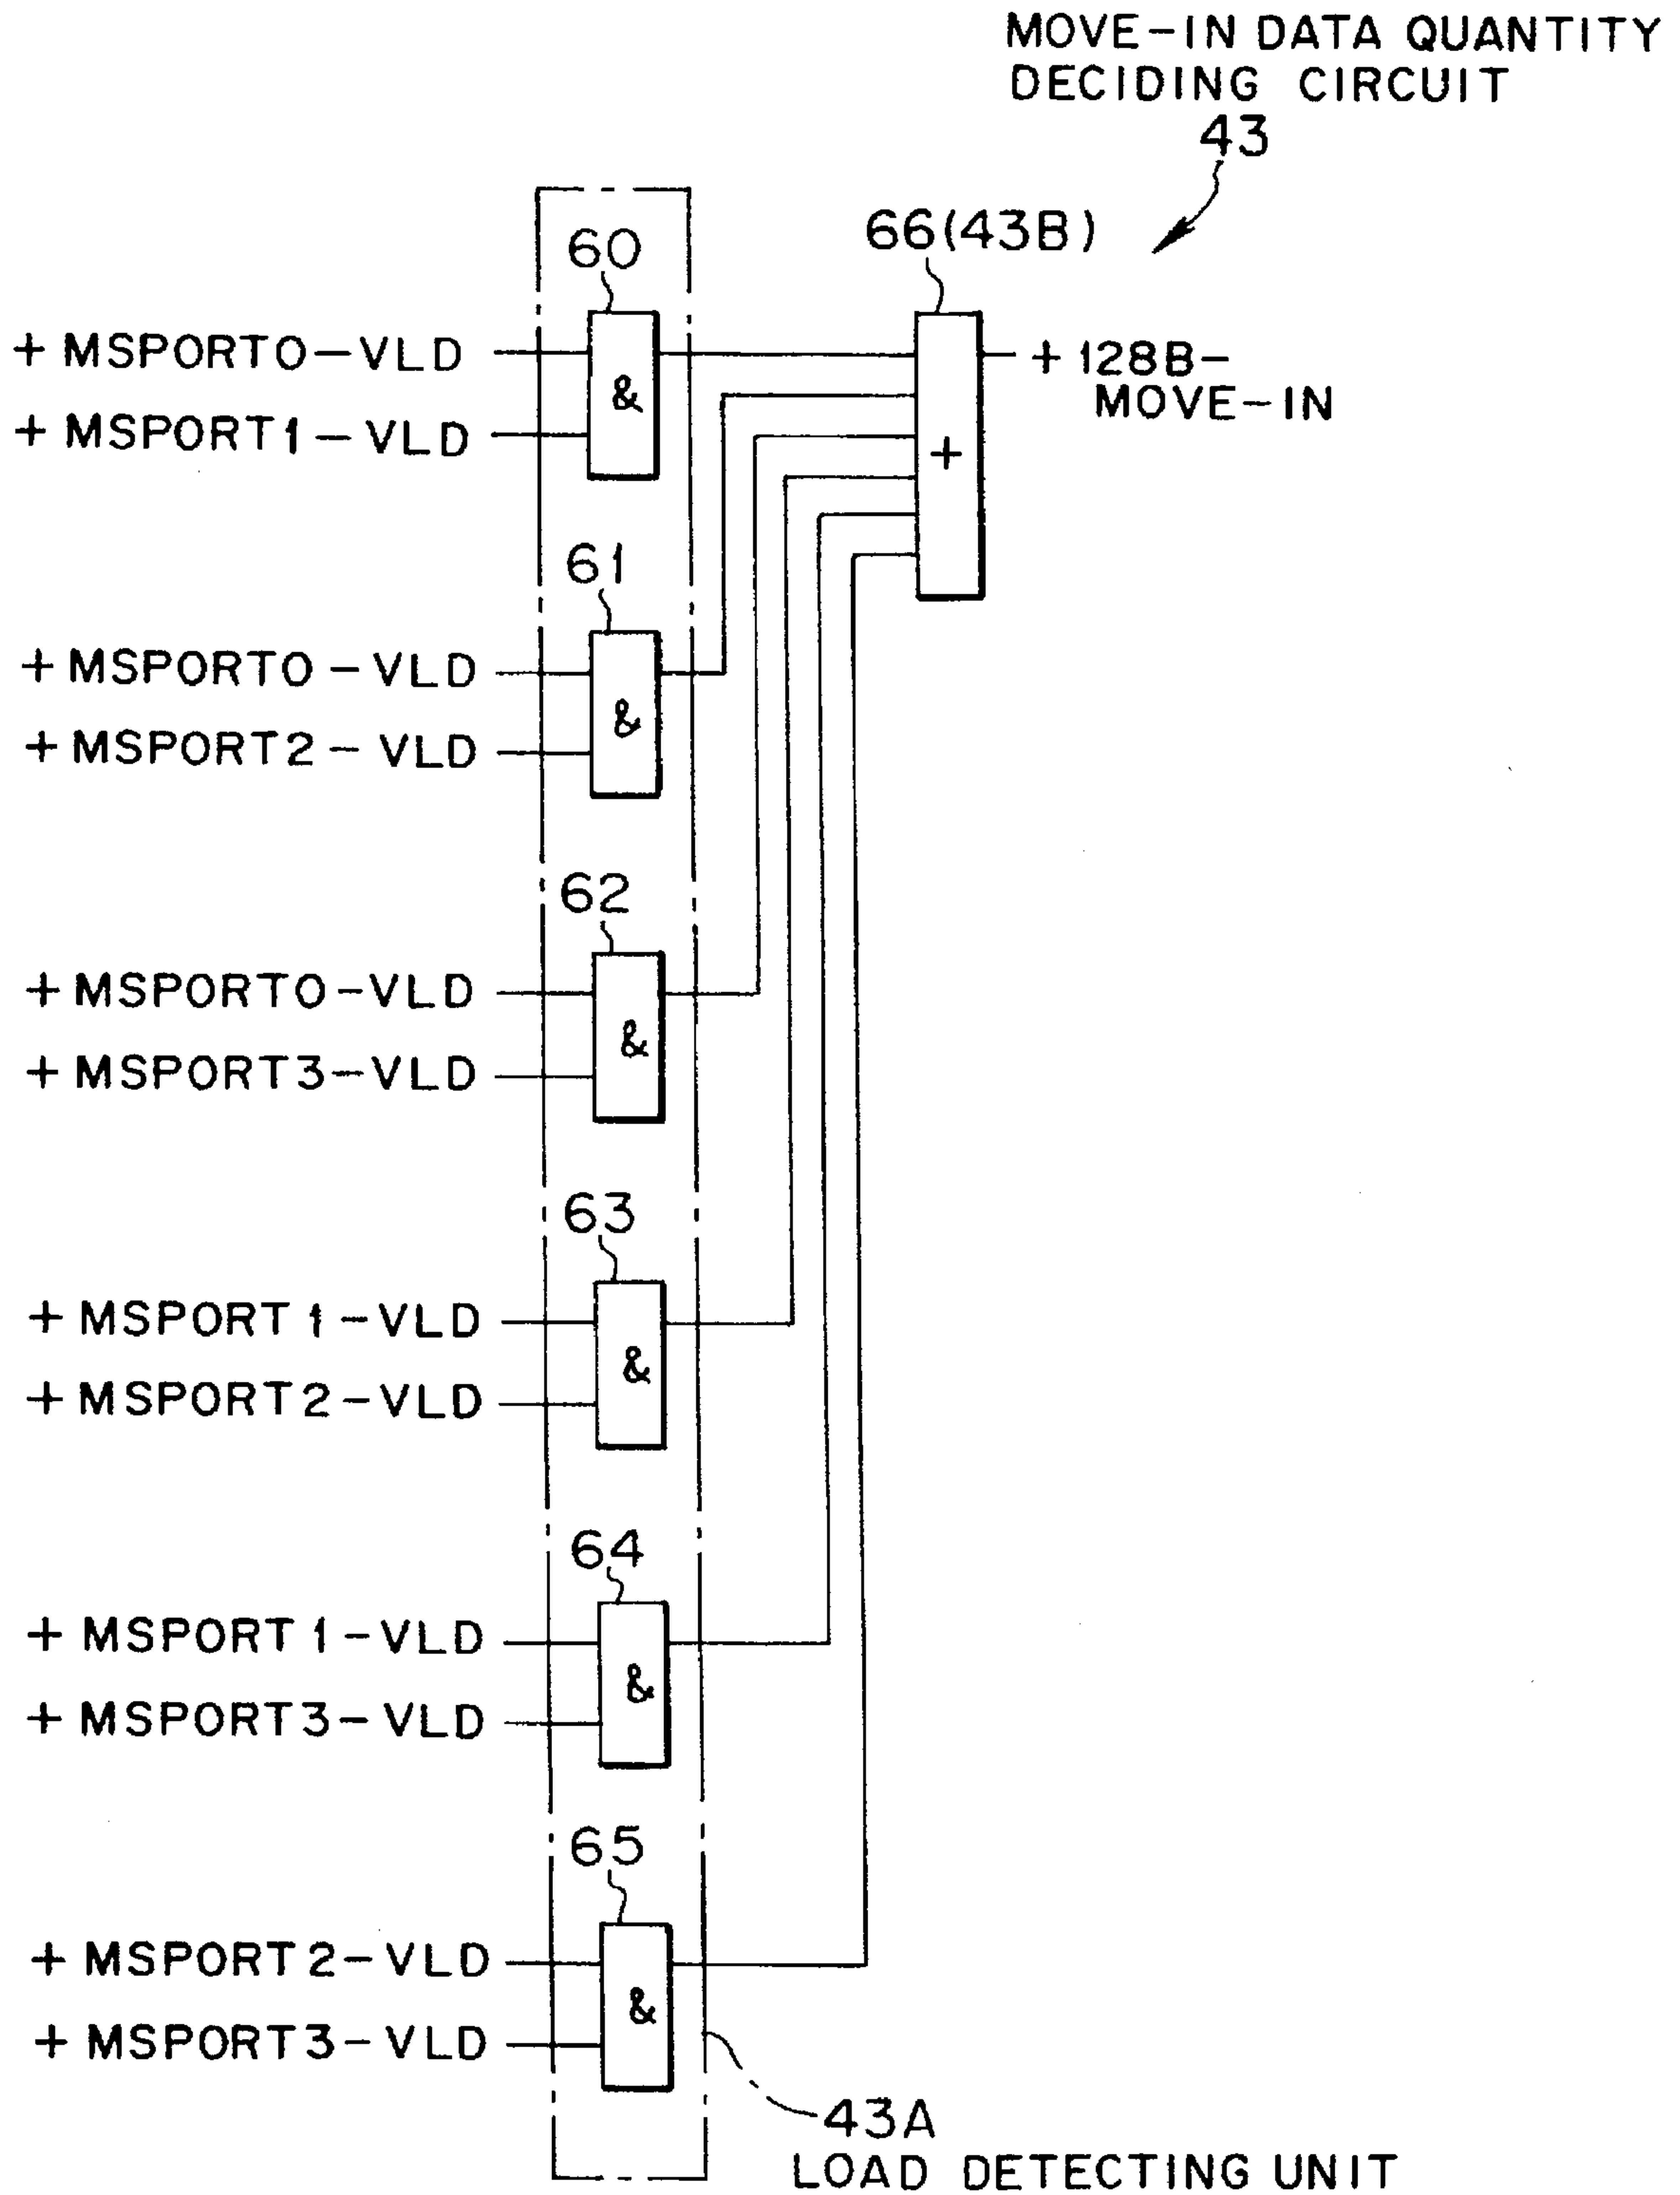 MOVE-IN DATA QUANTITY
DECIDING CIRCUIT
43
66(43B)
60
+ MSPORT0-VLD
&
+ 128B-
MOVE-IN
+ MSPORT1-VLD
+
61
+ MSPORT0-VLD
&
+ MSPORT2-VLD
62
+ MSPORT0-VLD
&
+ MSPORT3-VLD
63
+ MSPORT1-VLD
&
+ MSPORT2-VLD
64
+ MSPORT1-VLD
&
+ MSPORT3-VLD
65
+ MSPORT2-VLD
&
+ MSPORT3-VLD
43A
LOAD DETECTING UNIT